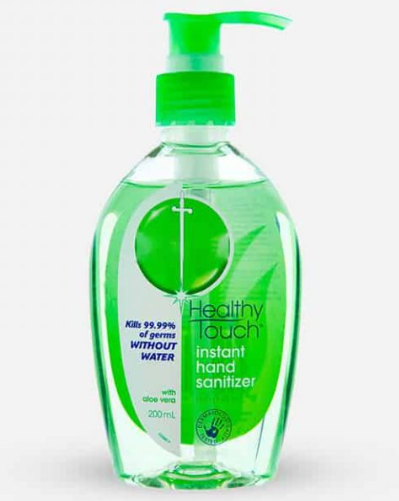 Healthy
Touch
Kills 99.99%
of germs
WITHOUT
WATER
instant
hand
sanitizer
with
aloe vera
200mL